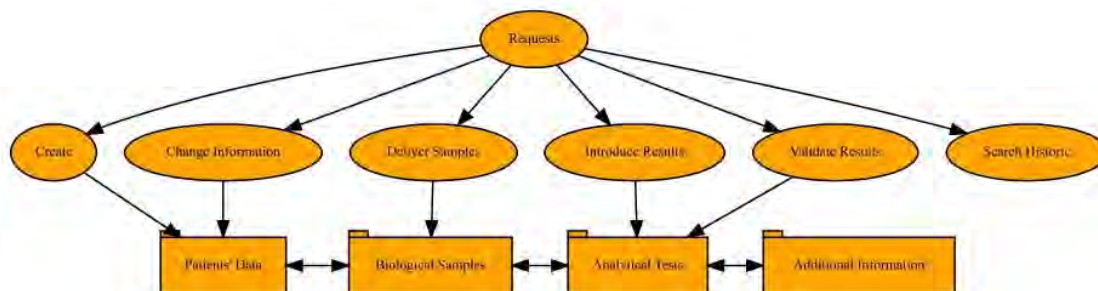 Requests
Create
Change Information
Deliver Samples
Introduce Results
Validate Results
Search Historic
Patients' Data
Biological Samples
Analytical Tests
Additional Information